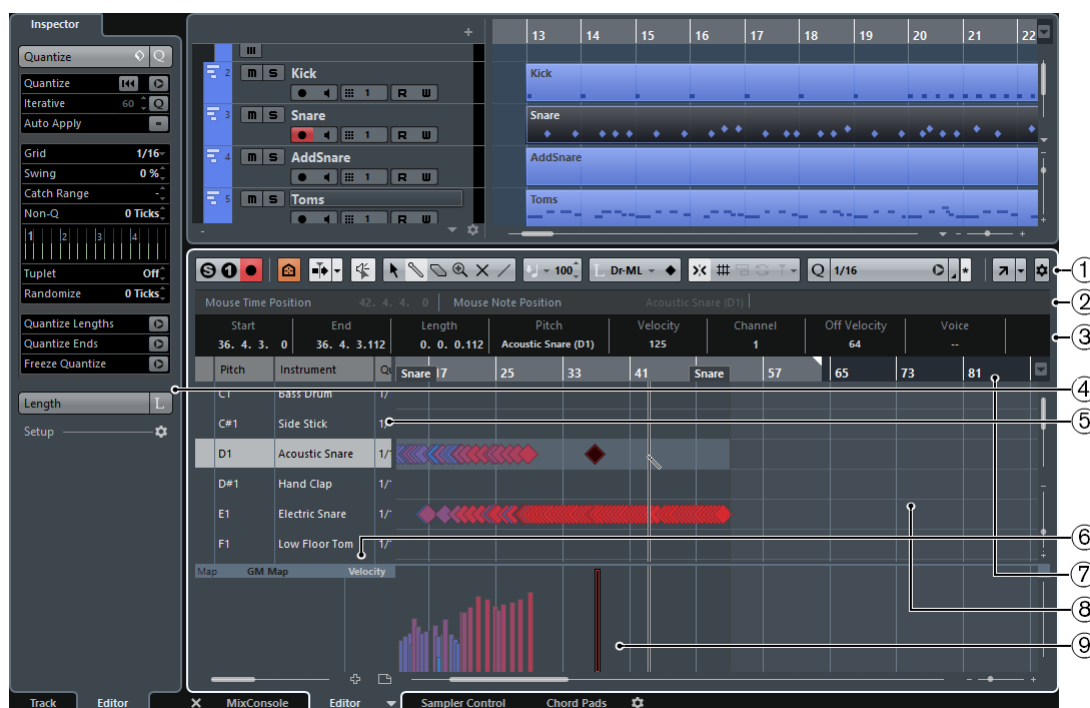 Inspector
Quantize Q
Quantize
Iterative 60 Q
Auto Apply
Grid 1/16
Swing 0 %
Catch Range -
Non-Q 0 Ticks
1 2 3 4
Tuplet Off
Randomize 0 Ticks
Quantize Lengths
Quantize Ends
Freeze Quantize
Length L
Setup
13 14 15 16 17 18 19 20 21 22
2 m S Kick
1 R W
Kick
3 m S Snare
1 R W
Snare
4 m S AddSnare
1 R W
AddSnare
5 m S Toms
1 R W
Toms
S 1 100 L Dr-ML Q 1/16 *
1
Mouse Time Position 42. 4. 4. 0 Mouse Note Position Acoustic Snare (D1)
2
Start End Length Pitch Velocity Channel Off Velocity Voice
36. 4. 3. 0 36. 4. 3.112 0. 0. 0.112 Acoustic Snare (D1) 125 1 64 --
3
Pitch Instrument Qu Snare 17 25 33 41 Snare 57 65 73 81
4
C1 Bass Drum 1/
C#1 Side Stick 1/
5
D1 Acoustic Snare 1/
D#1 Hand Clap 1/
E1 Electric Snare 1/
F1 Low Floor Tom 1/
6
7
Map GM Map Velocity
8
9
Track Editor MixConsole Editor Sampler Control Chord Pads